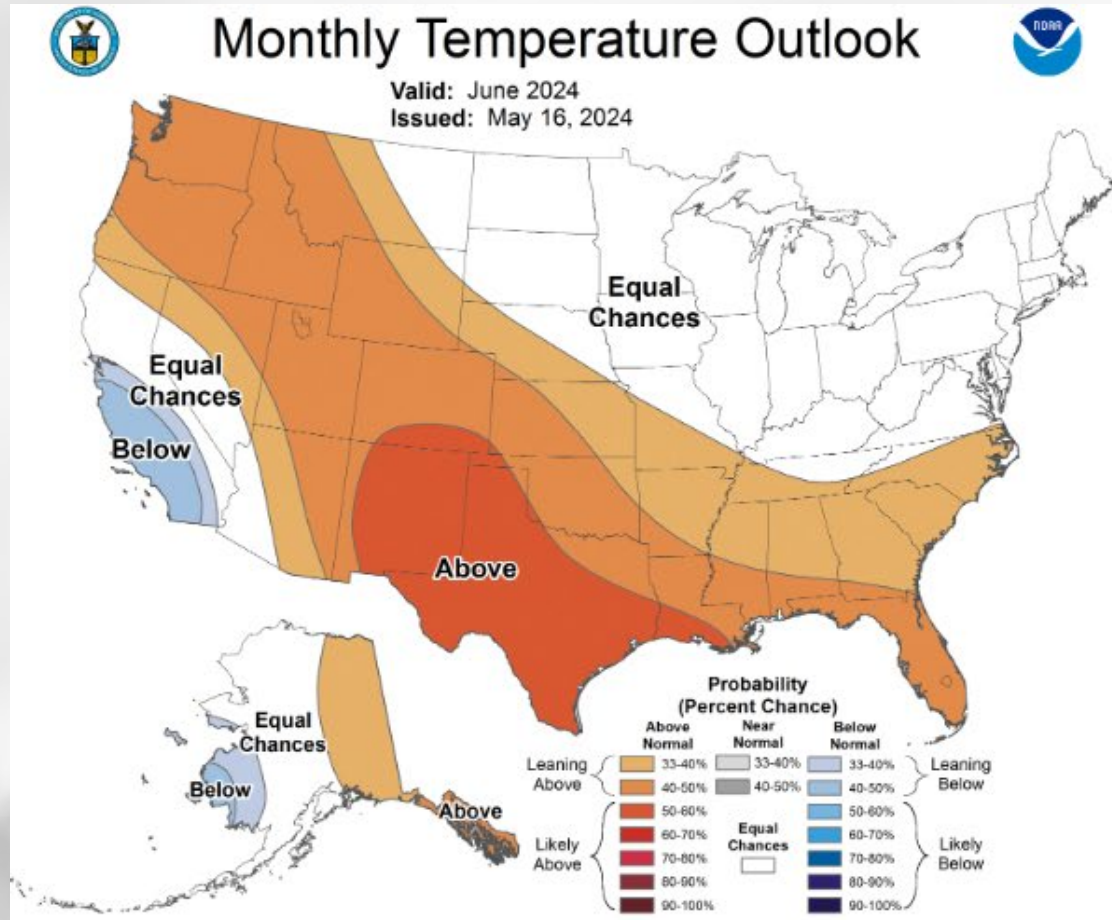 Monthly Temperature Outlook
NOAA
Valid: June 2024
Issued: May 16, 2024
Equal
Chances
Equal
Chances
Below
Above
Equal
Chances
Below
Above
Probability
(Percent Chance)
Above
Normal
Near
Normal
Below
Normal
Leaning
Above
33-40%
33-40%
33-40%
Leaning
Below
40-50%
40-50%
40-50%
Likely
Above
50-60%
50-60%
Likely
Below
60-70%
Equal
Chances
60-70%
70-80%
70-80%
80-90%
80-90%
90-100%
90-100%